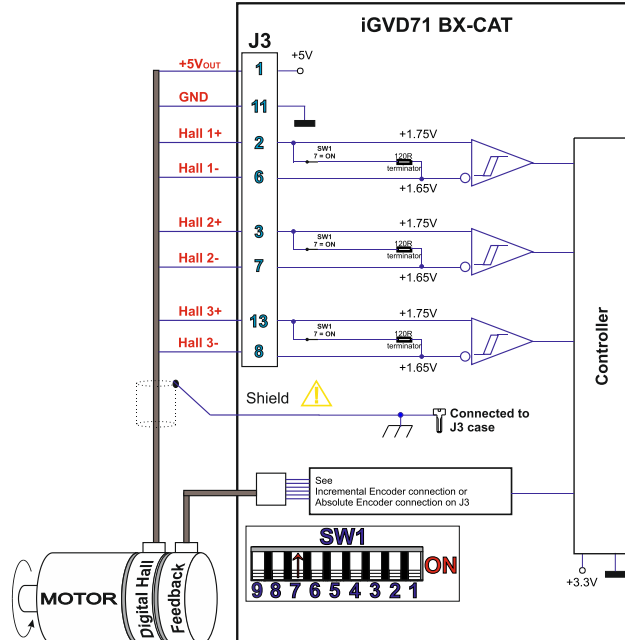 iGVD71 BX-CAT
J3
+5VOUT
1
+5V
GND
11
Hall 1+
2
+1.75V
SW1
7 = ON
120R
terminator
Hall 1-
6
+1.65V
Hall 2+
3
+1.75V
SW1
7 = ON
120R
terminator
Hall 2-
7
+1.65V
Hall 3+
13
+1.75V
SW1
7 = ON
120R
terminator
Hall 3-
8
+1.65V
Controller
Shield
Connected to
J3 case
See
Incremental Encoder connection or
Absolute Encoder connection on J3
SW1
ON
9 8 7 6 5 4 3 2 1
+3.3V
MOTOR
Digital Hall
Feedback